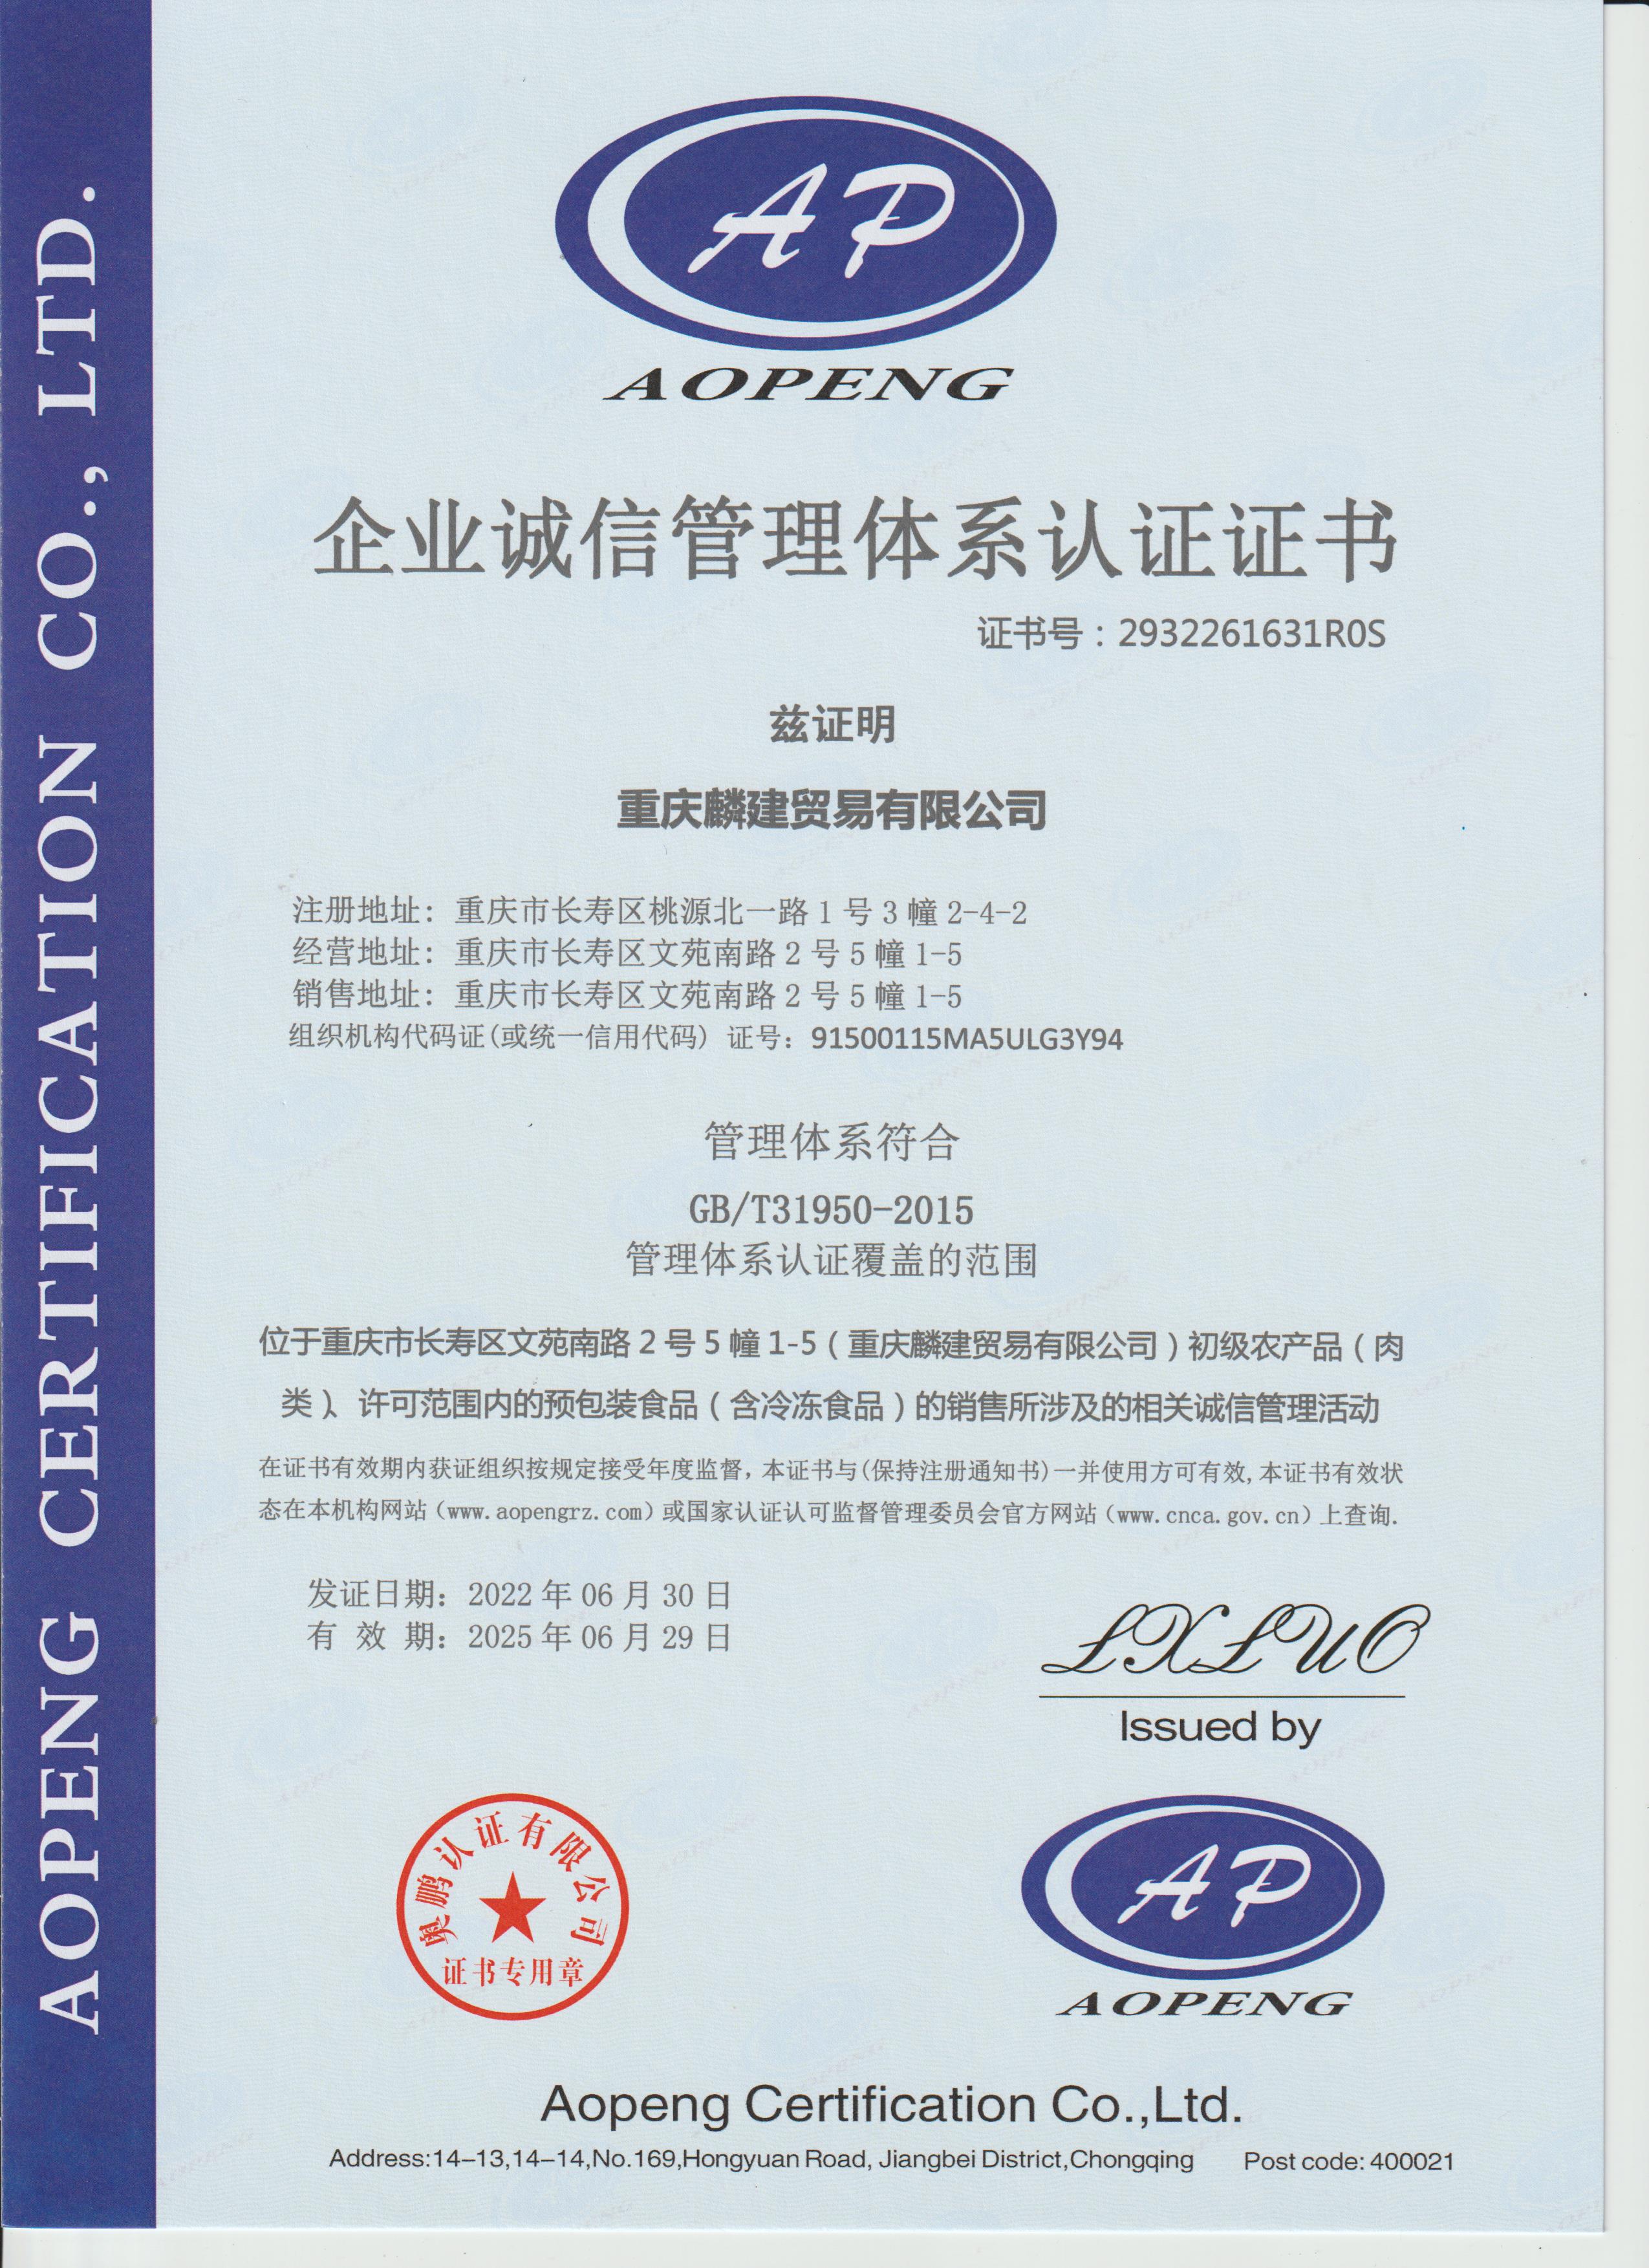 AOPENG CERTIFICATION CO., LTD.
AP
AOPENG
企业诚信管理体系认证证书
证书号：2932261631R0S
兹证明
重庆麟建贸易有限公司
注册地址：重庆市长寿区桃源北一路1号3幢2-4-2
经营地址：重庆市长寿区文苑南路2号5幢1-5
销售地址：重庆市长寿区文苑南路2号5幢1-5
组织机构代码证(或统一信用代码) 证号：91500115MA5ULG3Y94
管理体系符合
GB/T31950-2015
管理体系认证覆盖的范围
位于重庆市长寿区文苑南路2号5幢1-5（重庆麟建贸易有限公司）初级农产品（肉
类）、许可范围内的预包装食品（含冷冻食品）的销售所涉及的相关诚信管理活动
在证书有效期内获证组织按规定接受年度监督，本证书与(保持注册通知书)一并使用方可有效,本证书有效状
态在本机构网站（www.aopengrz.com）或国家认证认可监督管理委员会官方网站（www.cnca.gov.cn）上查询.
发证日期：2022年06月30日
有 效 期：2025年06月29日
LXLUO
Issued by
奥鹏认证有限公司
证书专用章
AP
AOPENG
Aopeng Certification Co.,Ltd.
Address:14–13,14–14,No.169,Hongyuan Road, Jiangbei District,Chongqing Post code: 400021